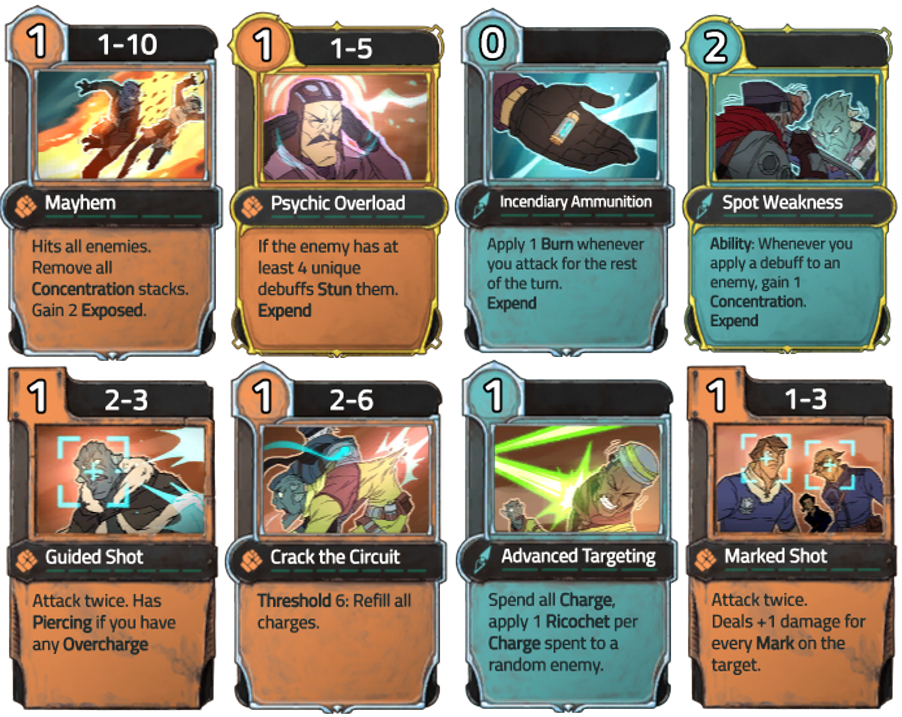 1 1-10
Mayhem
Hits all enemies.
Remove all
Concentration stacks.
Gain 2 Exposed.
1 1-5
Psychic Overload
If the enemy has at
least 4 unique
debuffs Stun them.
Expend
0
Incendiary Ammunition
Apply 1 Burn whenever
you attack for the rest
of the turn.
Expend
2
Spot Weakness
Ability: Whenever you
apply a debuff to an
enemy, gain 1
Concentration.
Expend
1 2-3
Guided Shot
Attack twice. Has
Piercing if you have
any Overcharge
1 2-6
Crack the Circuit
Threshold 6: Refill all
charges.
1
Advanced Targeting
Spend all Charge,
apply 1 Ricochet per
Charge spent to a
random enemy.
1 1-3
Marked Shot
Attack twice.
Deals +1 damage for
every Mark on the
target.